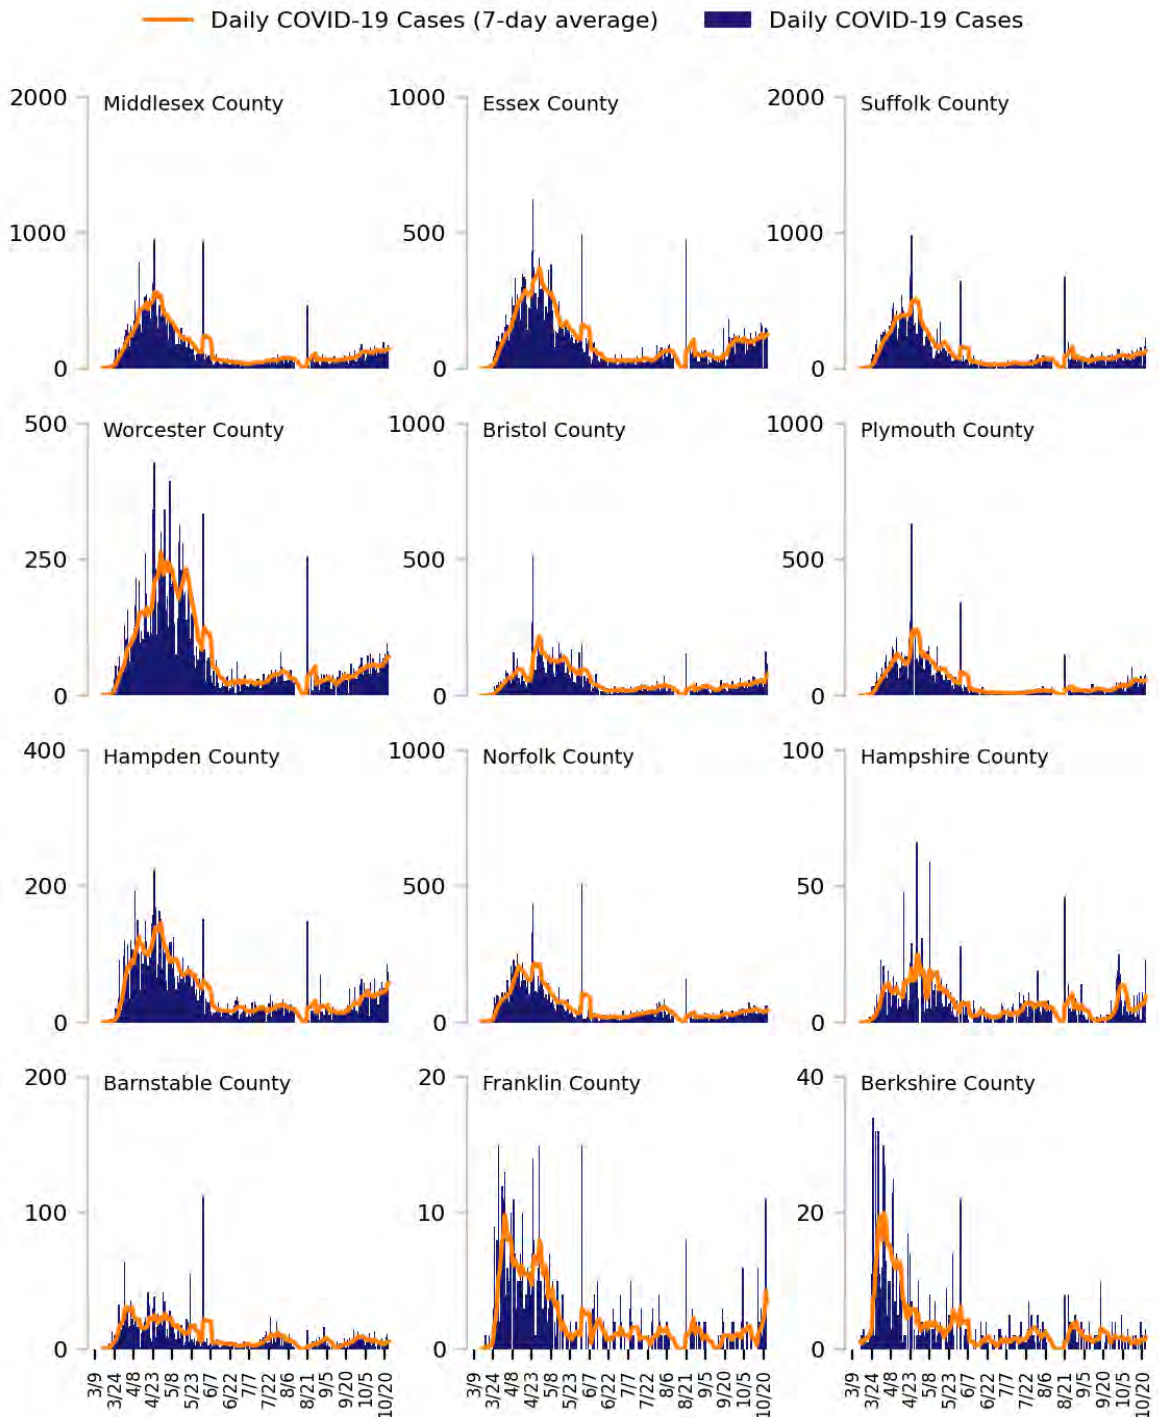 Daily COVID-19 Cases (7-day average) Daily COVID-19 Cases
2000 Middlesex County 1000 Essex County 2000 Suffolk County
1000 500 1000
0 0 0
500 Worcester County 1000 Bristol County 1000 Plymouth County
250 500 500
0 0 0
400 Hampden County 1000 Norfolk County 100 Hampshire County
200 500 50
0 0 0
200 Barnstable County 20 Franklin County 40 Berkshire County
100 10 20
0 0 0
3/9 3/24 4/8 4/23 5/8 5/23 6/7 6/22 7/7 7/22 8/6 8/21 9/5 9/20 10/5 10/20 3/9 3/24 4/8 4/23 5/8 5/23 6/7 6/22 7/7 7/22 8/6 8/21 9/5 9/20 10/5 10/20 3/9 3/24 4/8 4/23 5/8 5/23 6/7 6/22 7/7 7/22 8/6 8/21 9/5 9/20 10/5 10/20